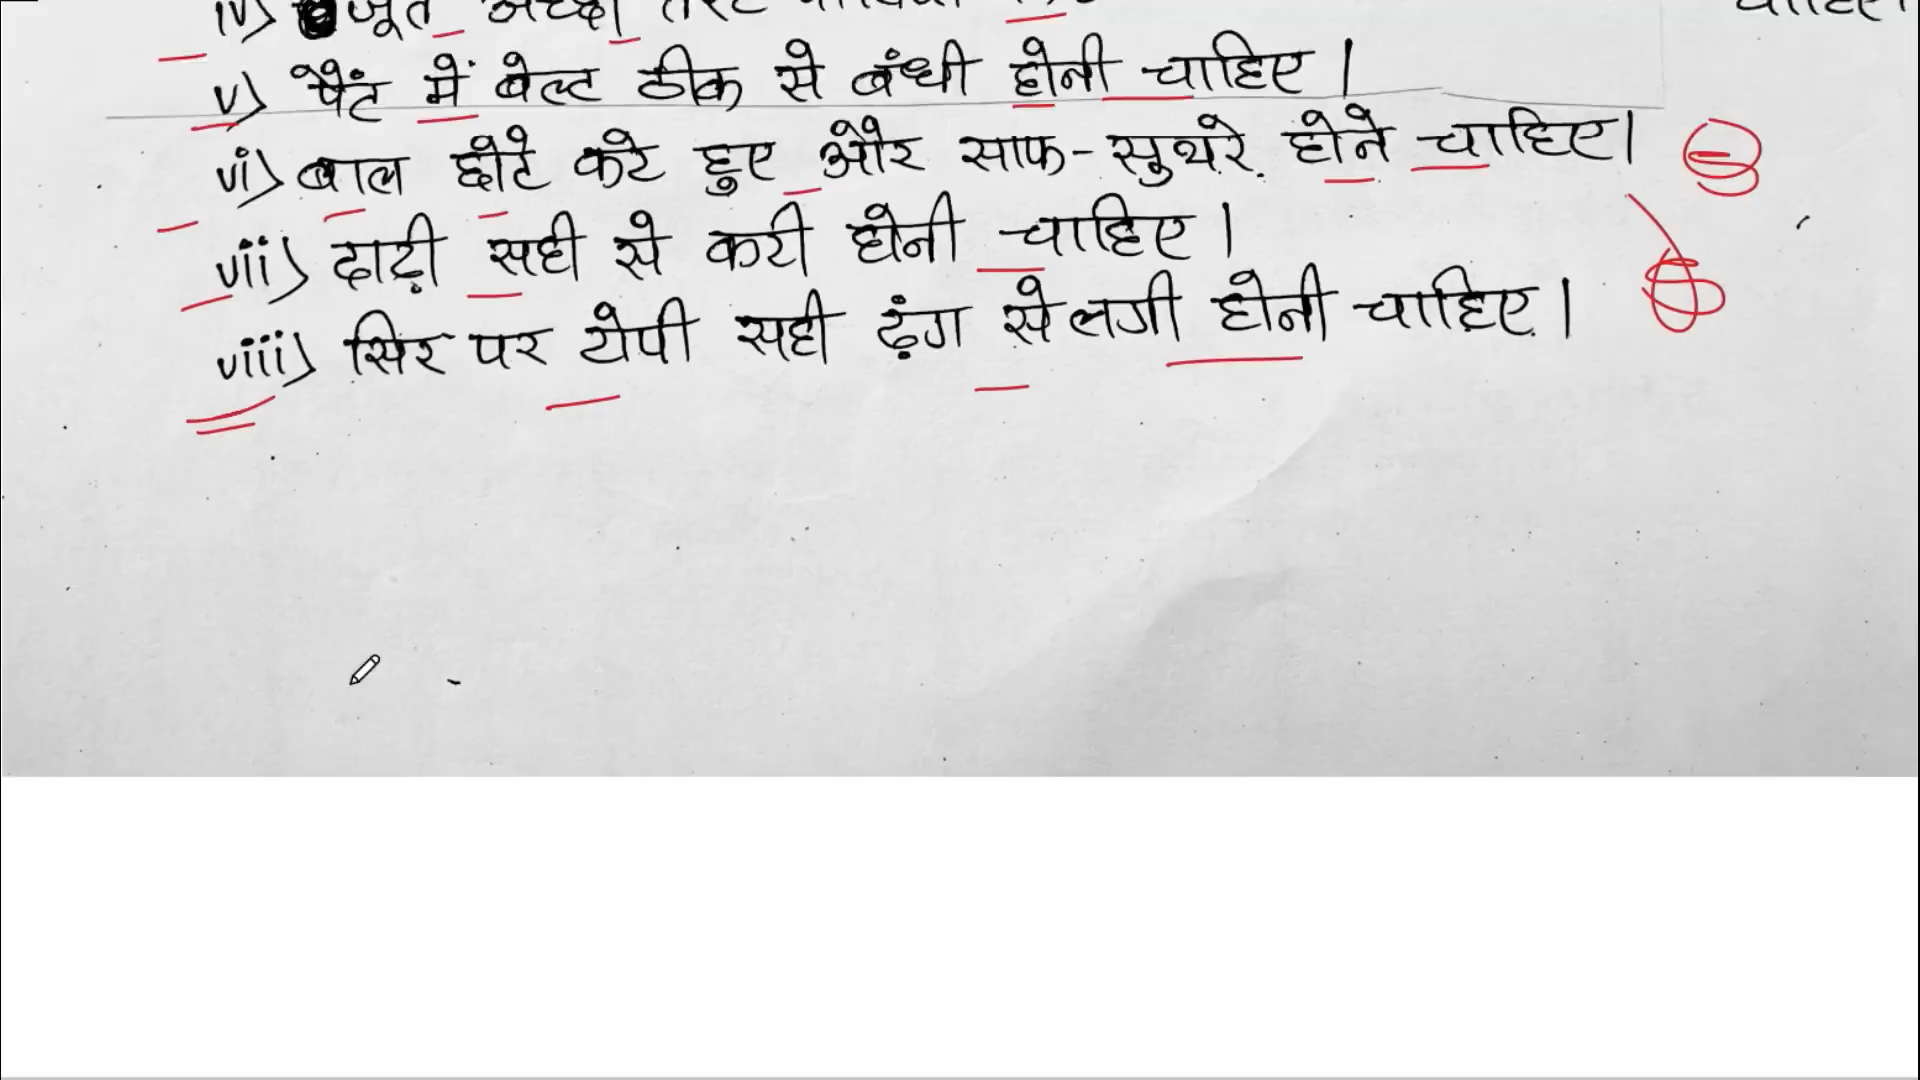 iv) जूते अच्छी तरह
चाहिए
v) पैंट में बेल्ट ठीक से बंधी होनी चाहिए।
vi) बाल छोटे कटे हुए और साफ-सुथरे होने चाहिए।
vii) दाढ़ी सही से कटी होनी चाहिए।
viii) सिर पर टोपी सही ढ़ंग से लगी होनी चाहिए।